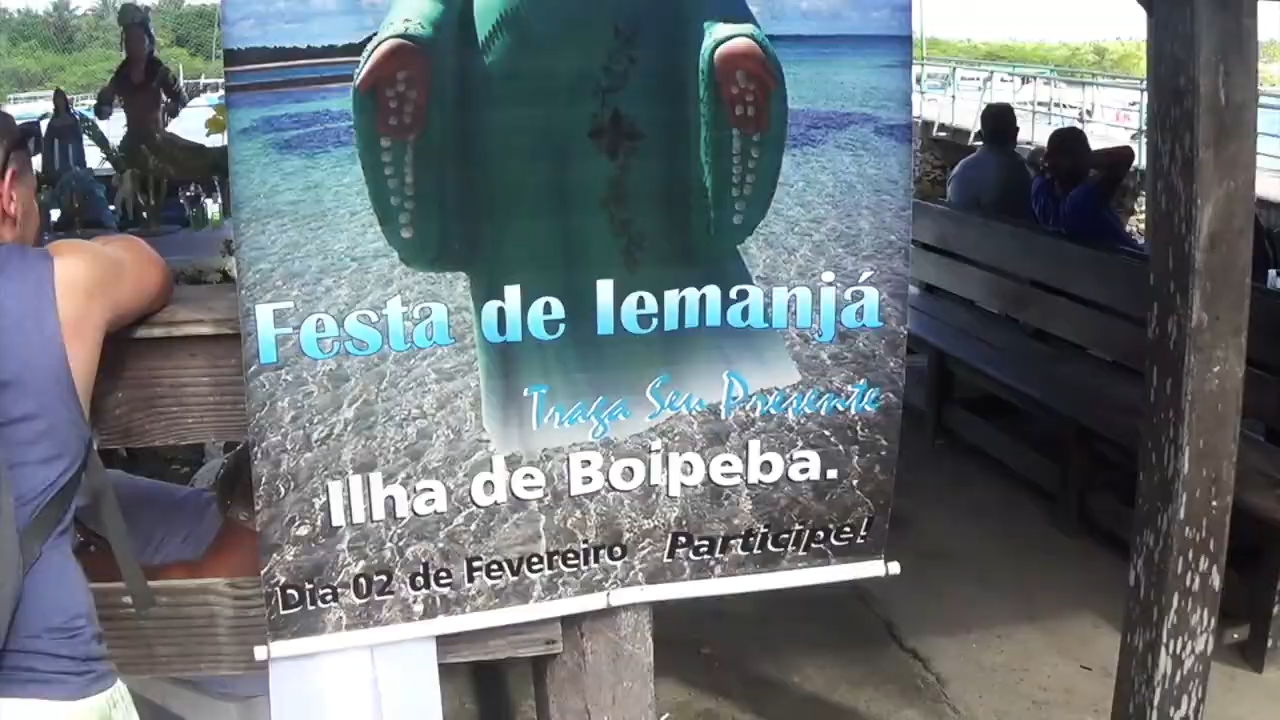 Festa de Iemanjá
Traga Seu Presente
Ilha de Boipeba.
Dia 02 de Fevereiro Participe!